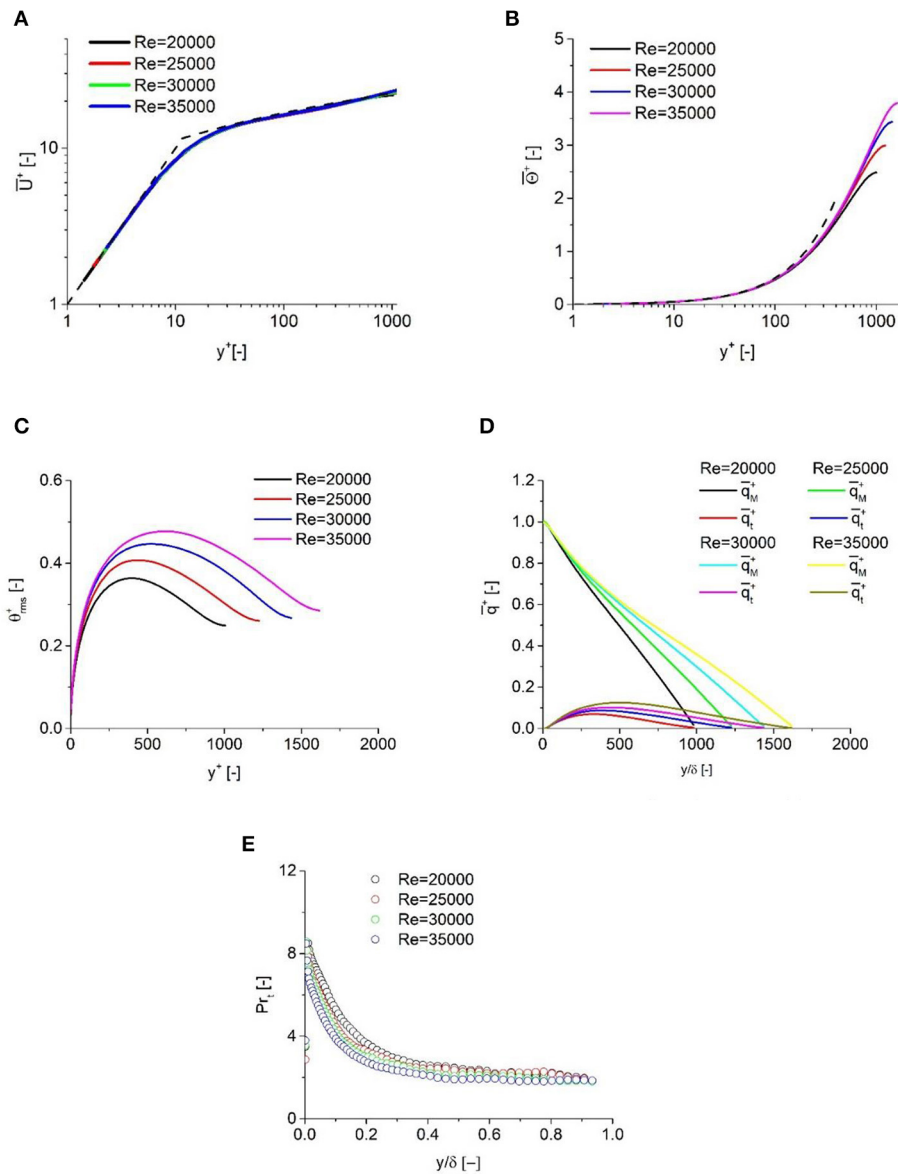 A
Re=20000
Re=25000
Re=30000
Re=35000
10
1
1 10 100 1000
U̅⁺ [-]
y⁺[-]
B
Re=20000
Re=25000
Re=30000
Re=35000
5
4
3
2
1
0
1 10 100 1000
Θ̅⁺ [-]
y⁺ [-]
C
Re=20000
Re=25000
Re=30000
Re=35000
0.6
0.4
0.2
0.0
0 500 1000 1500 2000
θ⁺rms [-]
y⁺ [-]
D
Re=20000 Re=25000
q̅⁺M q̅⁺M
q̅⁺t q̅⁺t
Re=30000 Re=35000
q̅⁺M q̅⁺M
q̅⁺t q̅⁺t
1.2
1.0
0.8
0.6
0.4
0.2
0.0
0 500 1000 1500 2000
q̅⁺ [-]
y/δ [-]
E
Re=20000
Re=25000
Re=30000
Re=35000
12
8
4
0
0.0 0.2 0.4 0.6 0.8 1.0
Prt [-]
y/δ [–]